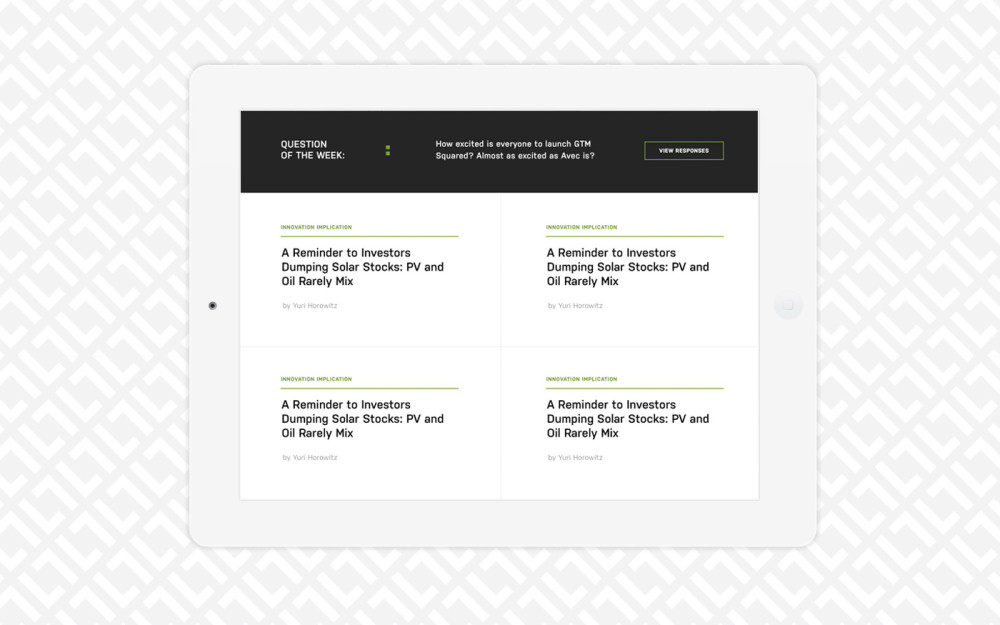 QUESTION
OF THE WEEK:
How excited is everyone to launch GTM
Squared? Almost as excited as Avec is?
VIEW RESPONSES
INNOVATION IMPLICATION
A Reminder to Investors
Dumping Solar Stocks: PV and
Oil Rarely Mix
by Yuri Horowitz
INNOVATION IMPLICATION
A Reminder to Investors
Dumping Solar Stocks: PV and
Oil Rarely Mix
by Yuri Horowitz
INNOVATION IMPLICATION
A Reminder to Investors
Dumping Solar Stocks: PV and
Oil Rarely Mix
by Yuri Horowitz
INNOVATION IMPLICATION
A Reminder to Investors
Dumping Solar Stocks: PV and
Oil Rarely Mix
by Yuri Horowitz